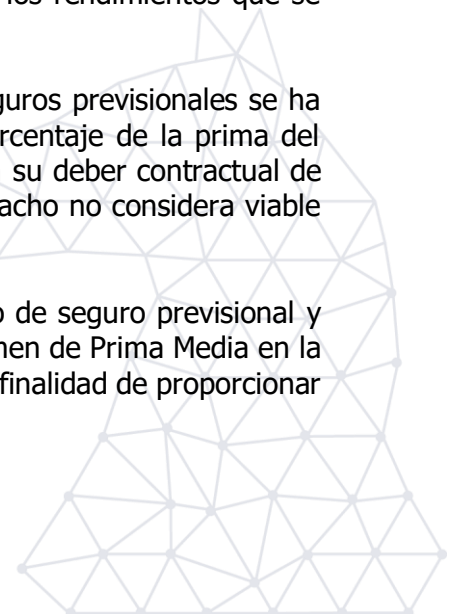 los rendimientos que se
guros previsionales se ha
rcentaje de la prima del
su deber contractual de
acho no considera viable
o de seguro previsional y
nen de Prima Media en la
finalidad de proporcionar